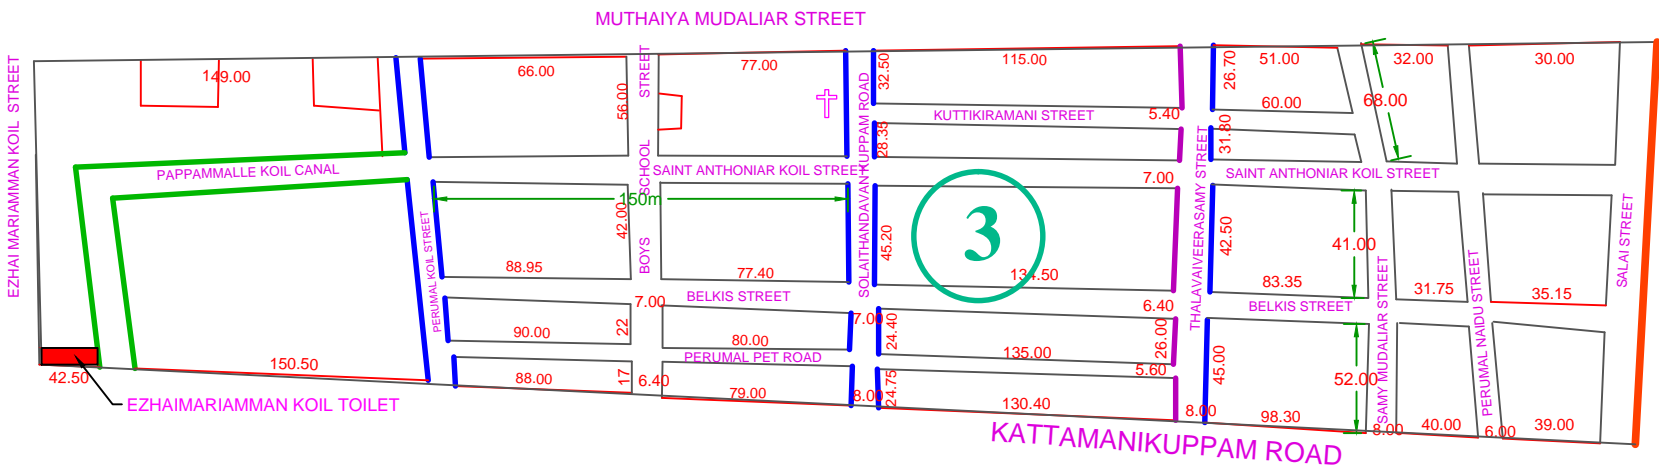 MUTHAIYA MUDALIAR STREET
EZHAI MARIAMMAN KOIL STREET
149.00
66.00
56.00
STREET
77.00
32.50
115.00
26.70
51.00
32.00
30.00
60.00
68.00
5.40
KUTTIKIRAMANI STREET
SOLAITHANDAVANKUPPAM ROAD
28.35
31.80
THALAVAIVEERASAMY STREET
PAPPAMMALLE KOIL CANAL
SCHOOL
SAINT ANTHONIAR KOIL STREET
7.00
SAINT ANTHONIAR KOIL STREET
150m
42.00
3
45.20
42.50
41.00
SALAI STREET
PERUMAL KOIL STREET
BOYS
88.95
77.40
134.50
83.35
31.75
35.15
7.00
BELKIS STREET
6.40
BELKIS STREET
SAMY MUDALIAR STREET
PERUMAL NAIDU STREET
90.00
22
80.00
7.00
24.40
135.00
26.00
PERUMAL PET ROAD
150.50
42.50
88.00
17
6.40
79.00
8.00
24.75
5.60
130.40
45.00
8.00
52.00
98.30
8.00
40.00
6.00
39.00
EZHAIMARIAMMAN KOIL TOILET
KATTAMANIKUPPAM ROAD